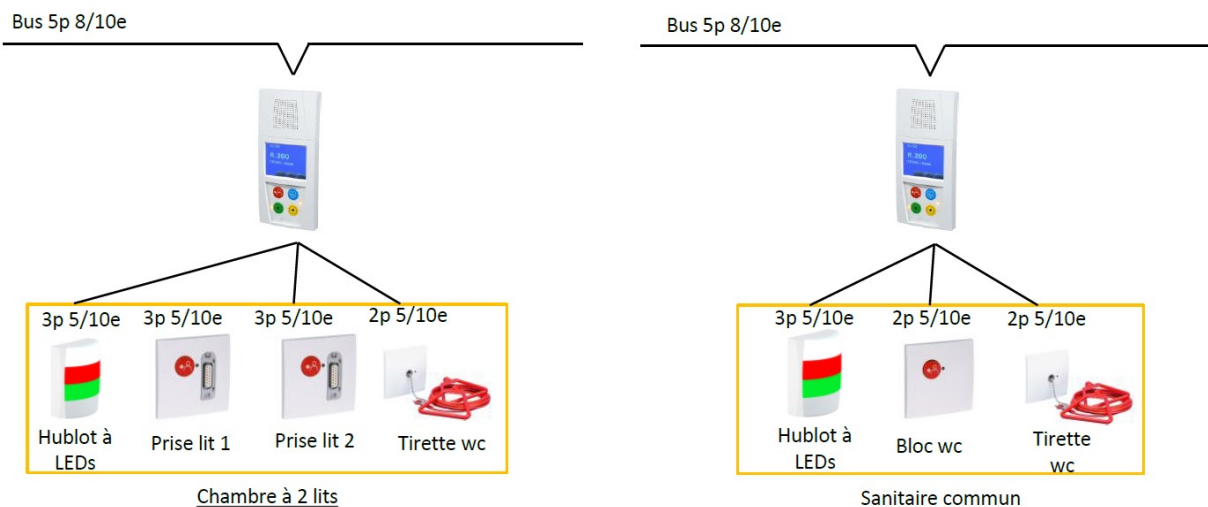 Bus 5p 8/10e
Bus 5p 8/10e
R.300
R.300
3p 5/10e 3p 5/10e 3p 5/10e 2p 5/10e
Hublot à
LEDs
Prise lit 1
Prise lit 2
Tirette wc
Chambre à 2 lits
3p 5/10e 2p 5/10e 2p 5/10e
Hublot à
LEDs
Bloc wc
Tirette
wc
Sanitaire commun